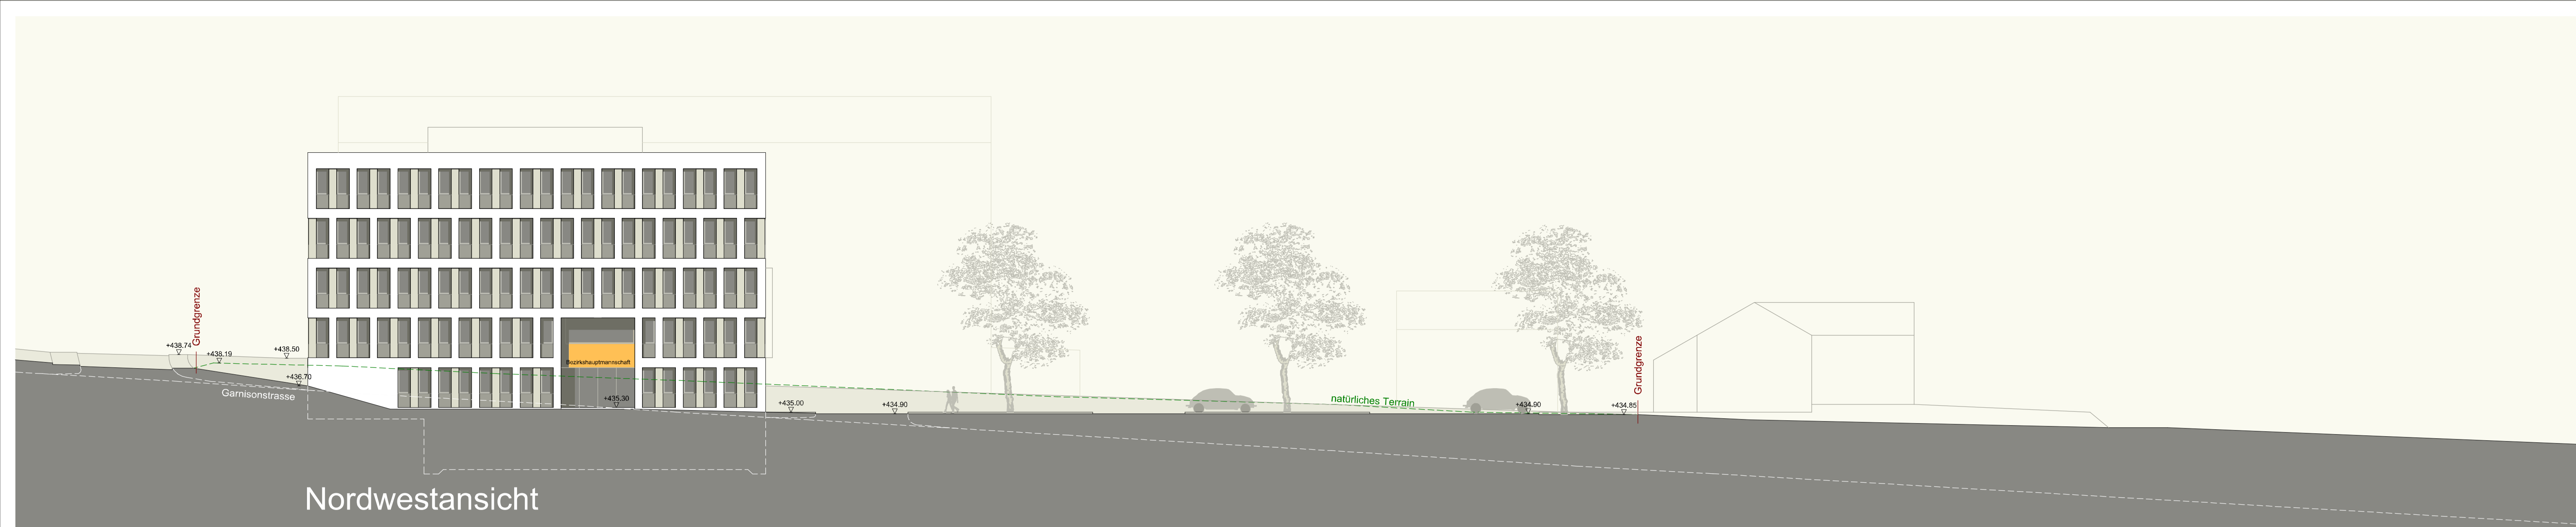 Grundgrenze
+438.74
+438.19
+438.50
+436.70
Garnisonstrasse
Bezirkshauptmannschaft
+435.30
+435.00
+434.90
natürliches Terrain
+434.90
+434.85
Grundgrenze
Nordwestansicht